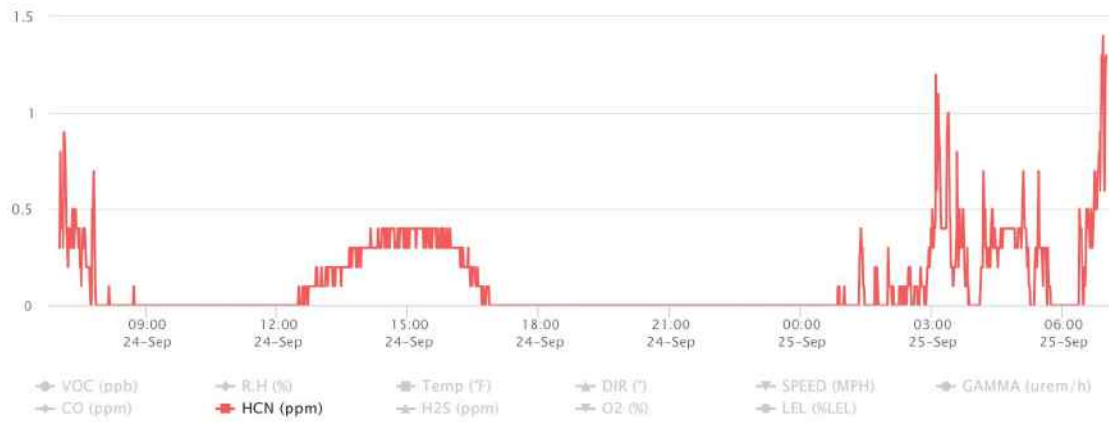 1.5
1
0.5
0
09:00 12:00 15:00 18:00 21:00 00:00 03:00 06:00
24-Sep 24-Sep 24-Sep 24-Sep 24-Sep 25-Sep 25-Sep 25-Sep
VOC (ppb) R.H (%) Temp (°F) DIR (°) SPEED (MPH) GAMMA (urem/h)
CO (ppm) HCN (ppm) H2S (ppm) O2 (%) LEL (%LEL)